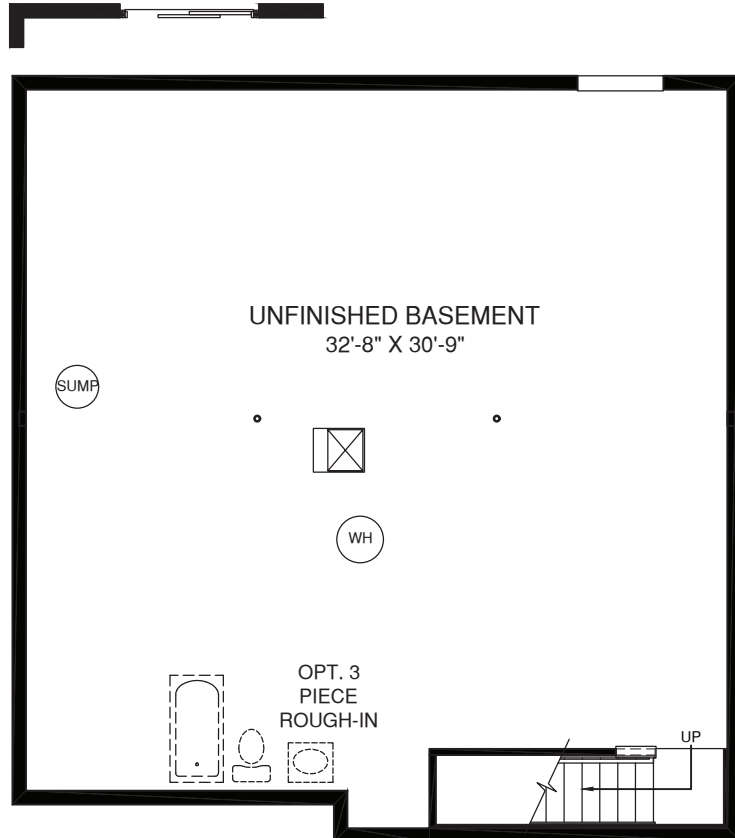 UNFINISHED BASEMENT
32'-8" X 30'-9"
SUMP
WH
OPT. 3
PIECE
ROUGH-IN
UP